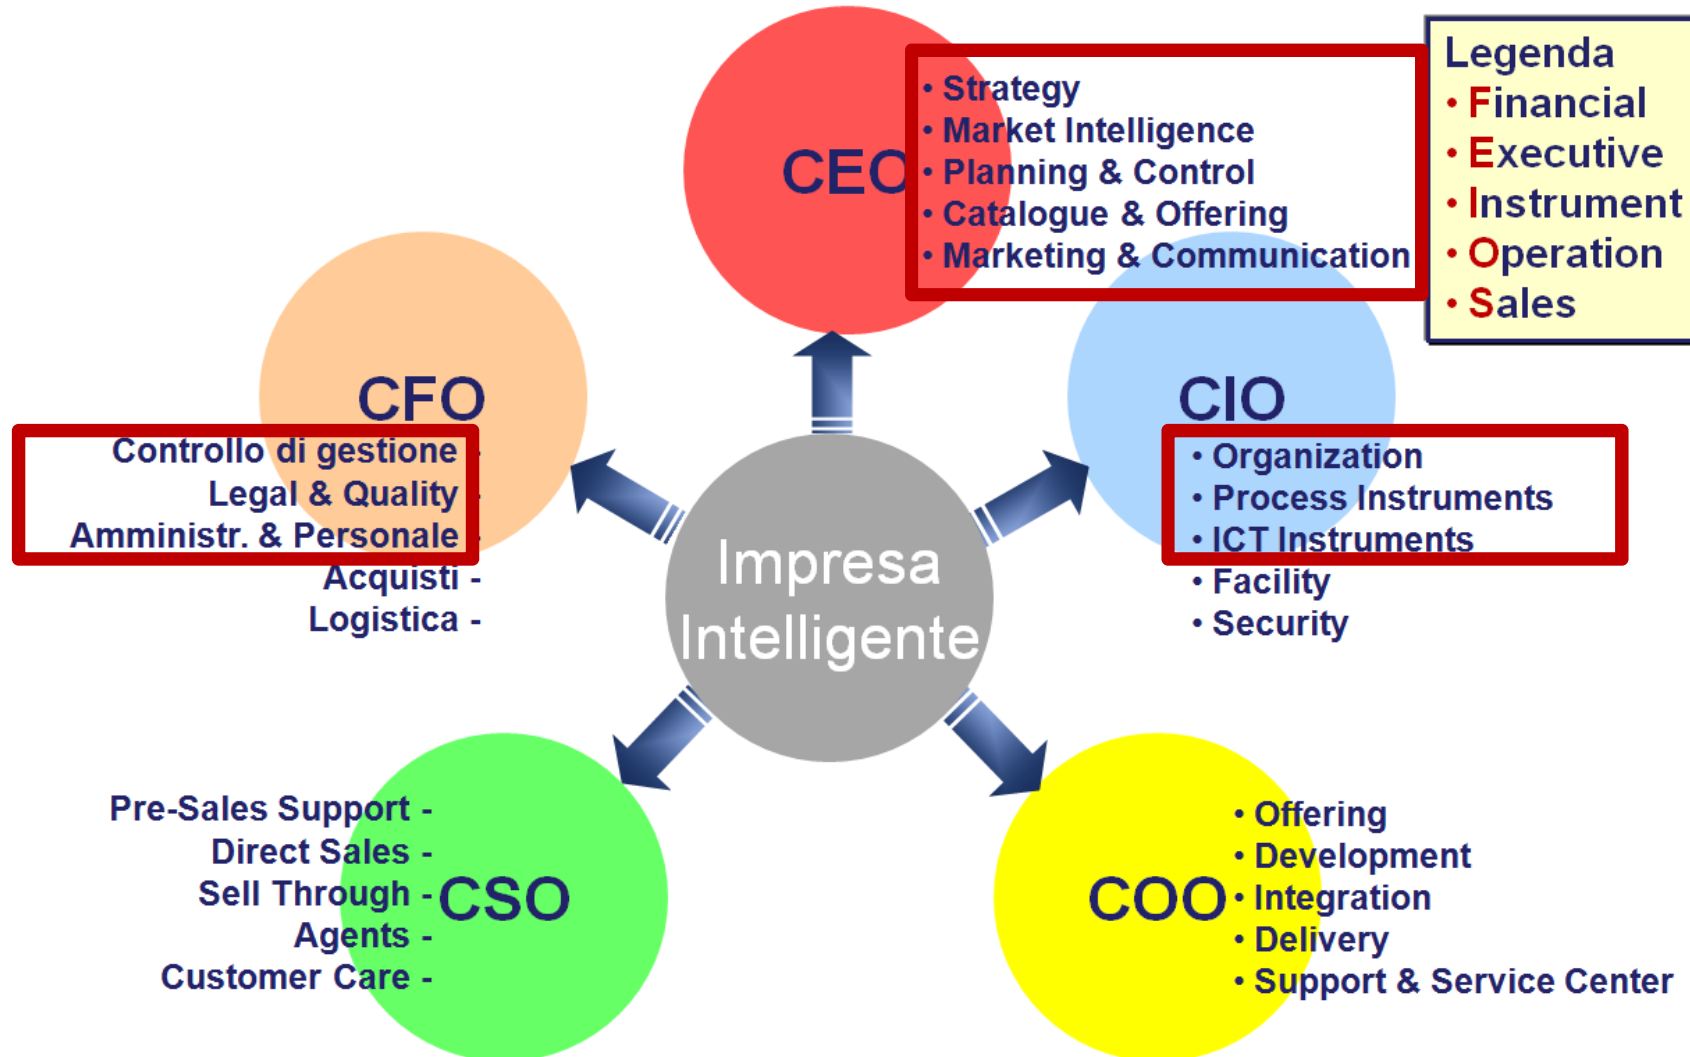 CEO
• Strategy
• Market Intelligence
• Planning & Control
• Catalogue & Offering
• Marketing & Communication
Legenda
• Financial
• Executive
• Instrument
• Operation
• Sales
CFO
Controllo di gestione -
Legal & Quality -
Amministr. & Personale -
Acquisti -
Logistica -
CIO
• Organization
• Process Instruments
• ICT Instruments
• Facility
• Security
Impresa
Intelligente
Pre-Sales Support -
Direct Sales -
Sell Through -
Agents -
Customer Care -
CSO
COO
• Offering
• Development
• Integration
• Delivery
• Support & Service Center